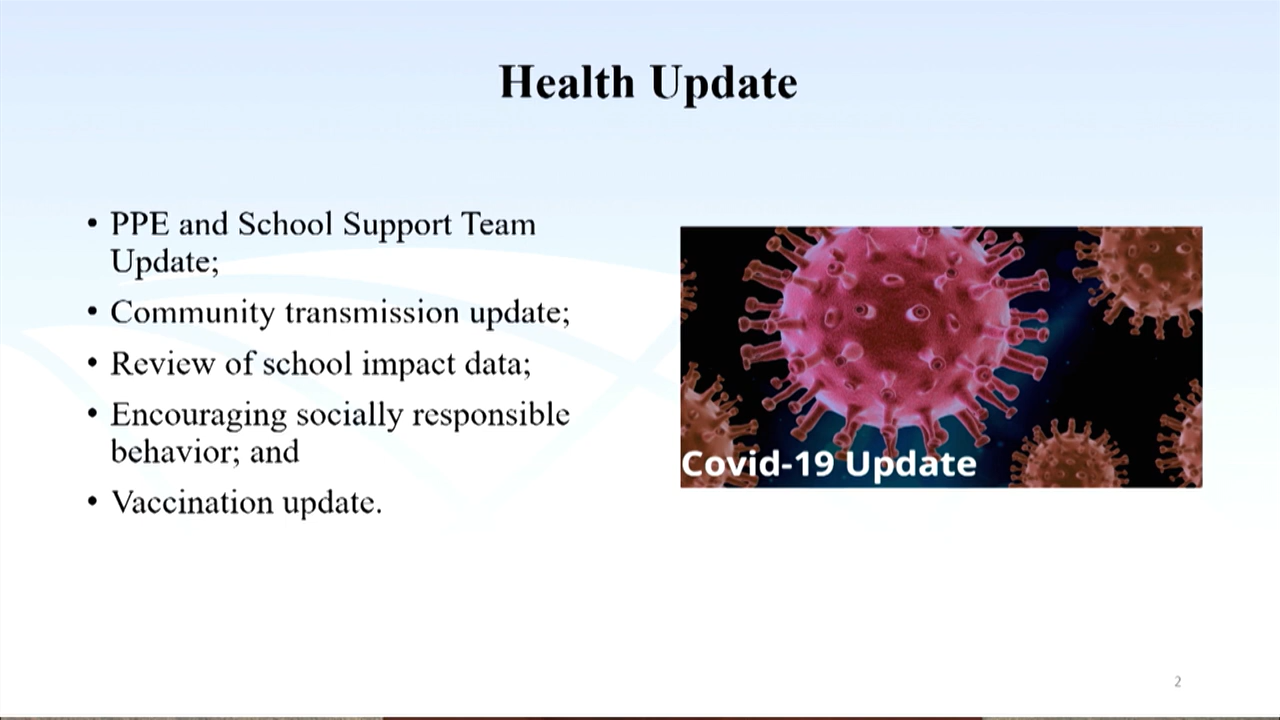 Health Update
• PPE and School Support Team
Update;
• Community transmission update;
• Review of school impact data;
• Encouraging socially responsible
behavior; and
• Vaccination update.
Covid-19 Update
2